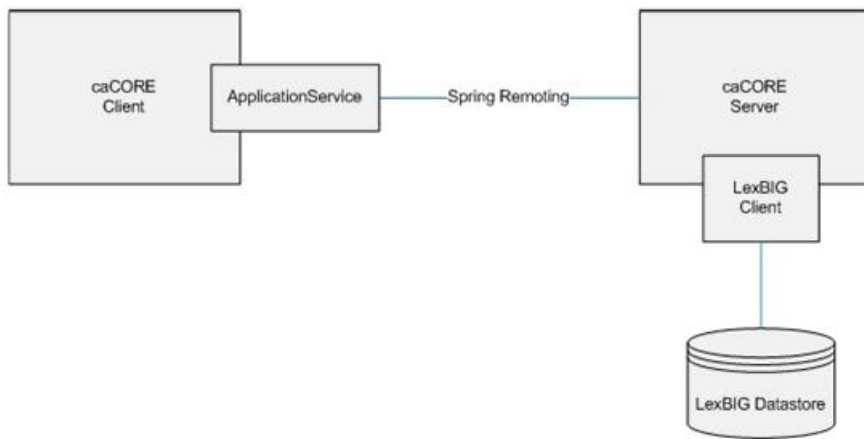 caCORE
Client
ApplicationService
Spring Remoting
caCORE
Server
LexBIG
Client
LexBIG Datastore